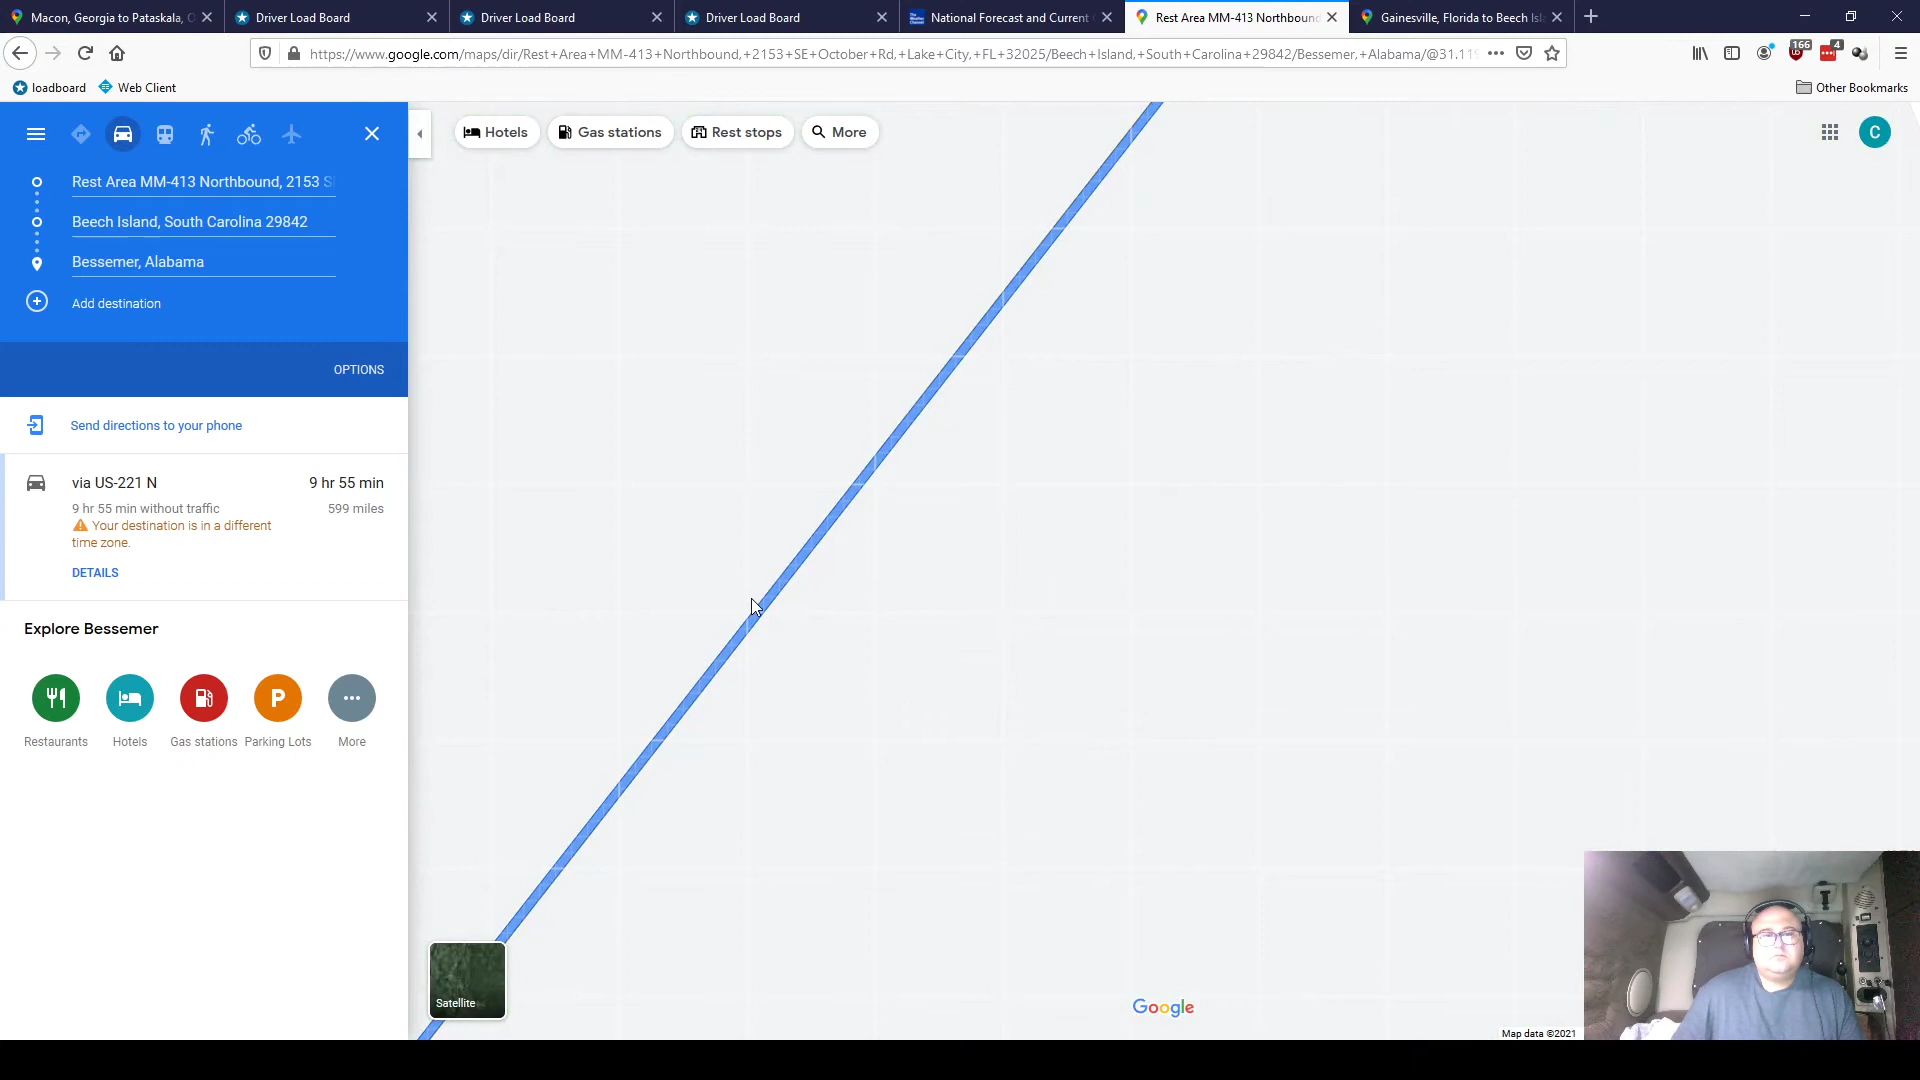 Macon, Georgia to Pataskala, O
Driver Load Board
Driver Load Board
Driver Load Board
National Forecast and Current
Rest Area MM-413 Northbound
Gainesville, Florida to Beech Isl
https://www.google.com/maps/dir/Rest+Area+MM-413+Northbound,+2153+SE+October+Rd,+Lake+City,+FL+32025/Beech+Island,+South+Carolina+29842/Bessemer,+Alabama/@31.119
166
4
loadboard
Web Client
Other Bookmarks
Hotels
Gas stations
Rest stops
More
C
Rest Area MM-413 Northbound, 2153 S
Beech Island, South Carolina 29842
Bessemer, Alabama
Add destination
OPTIONS
Send directions to your phone
via US-221 N
9 hr 55 min
9 hr 55 min without traffic
599 miles
Your destination is in a different
time zone.
DETAILS
Explore Bessemer
P
Restaurants
Hotels
Gas stations
Parking Lots
More
Satellite
Google
Map data ©2021